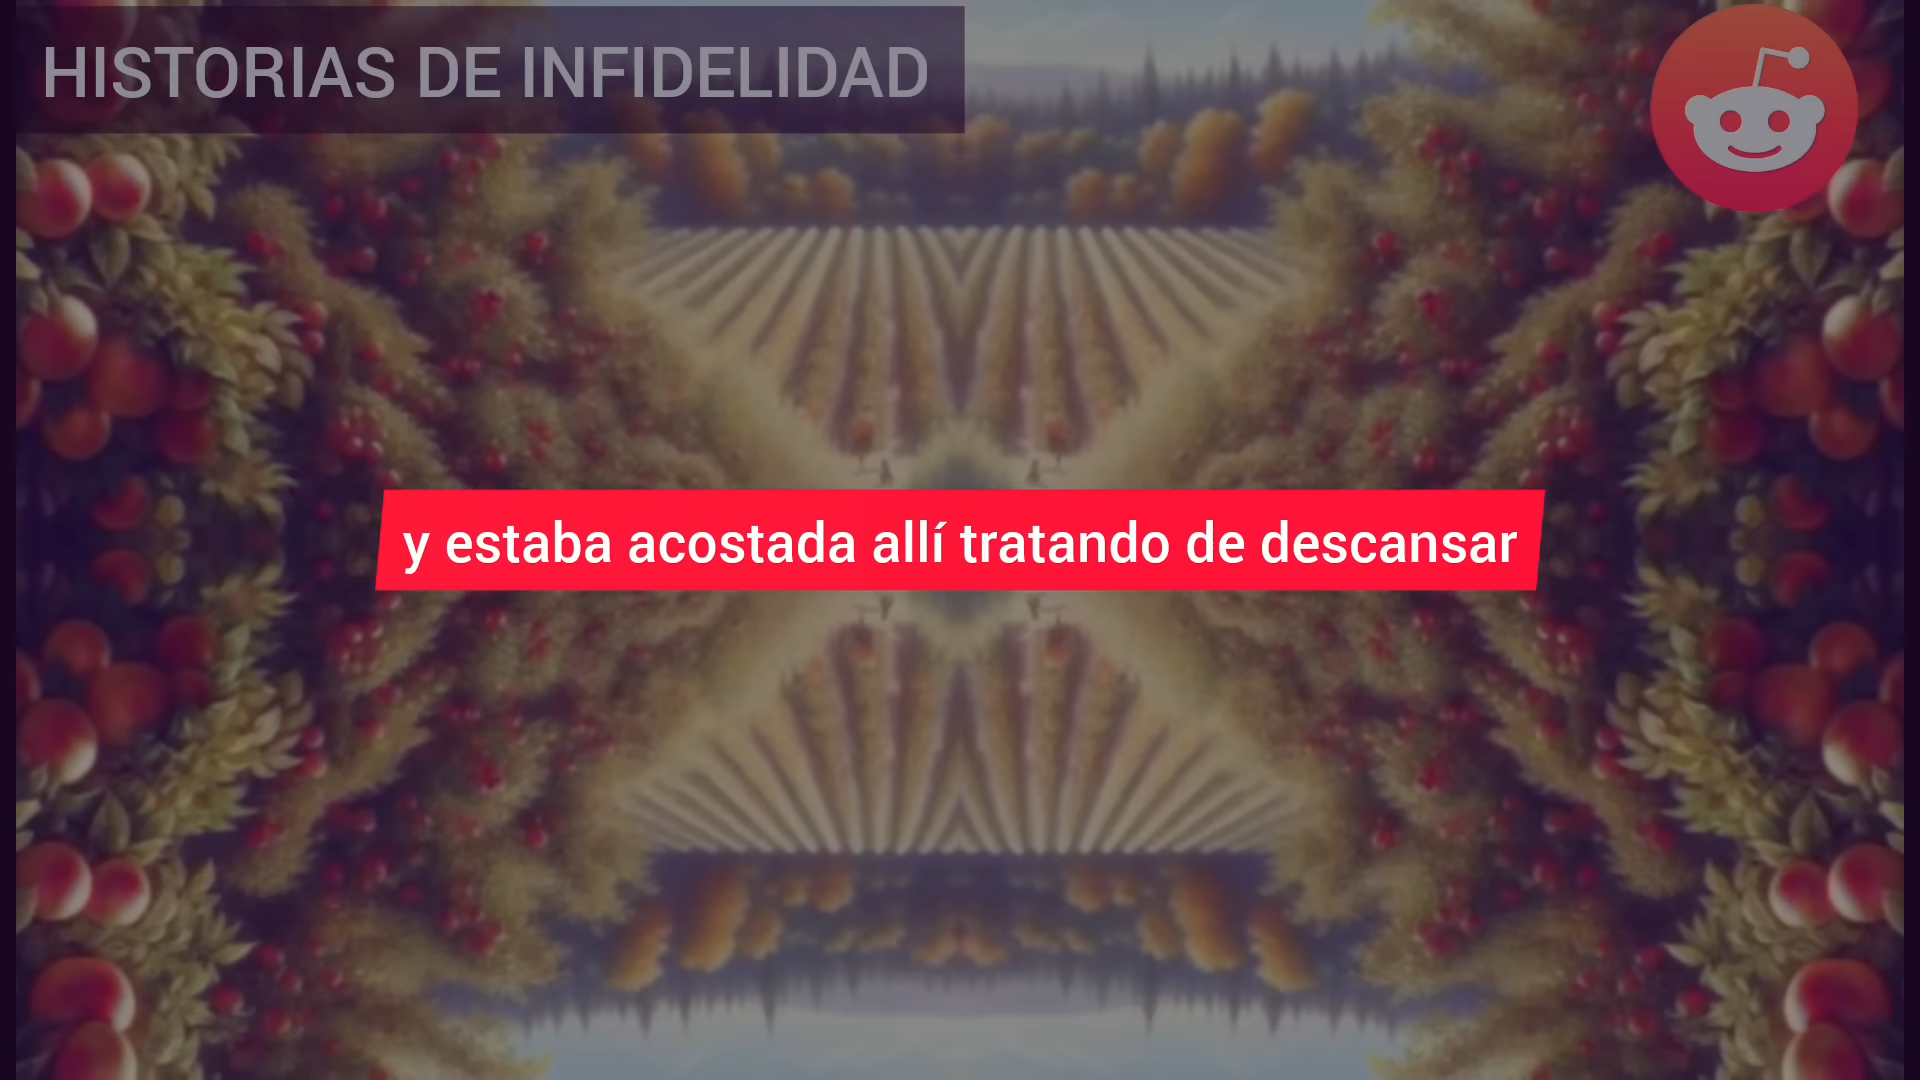 HISTORIAS DE INFIDELIDAD
y estaba acostada allí tratando de descansar